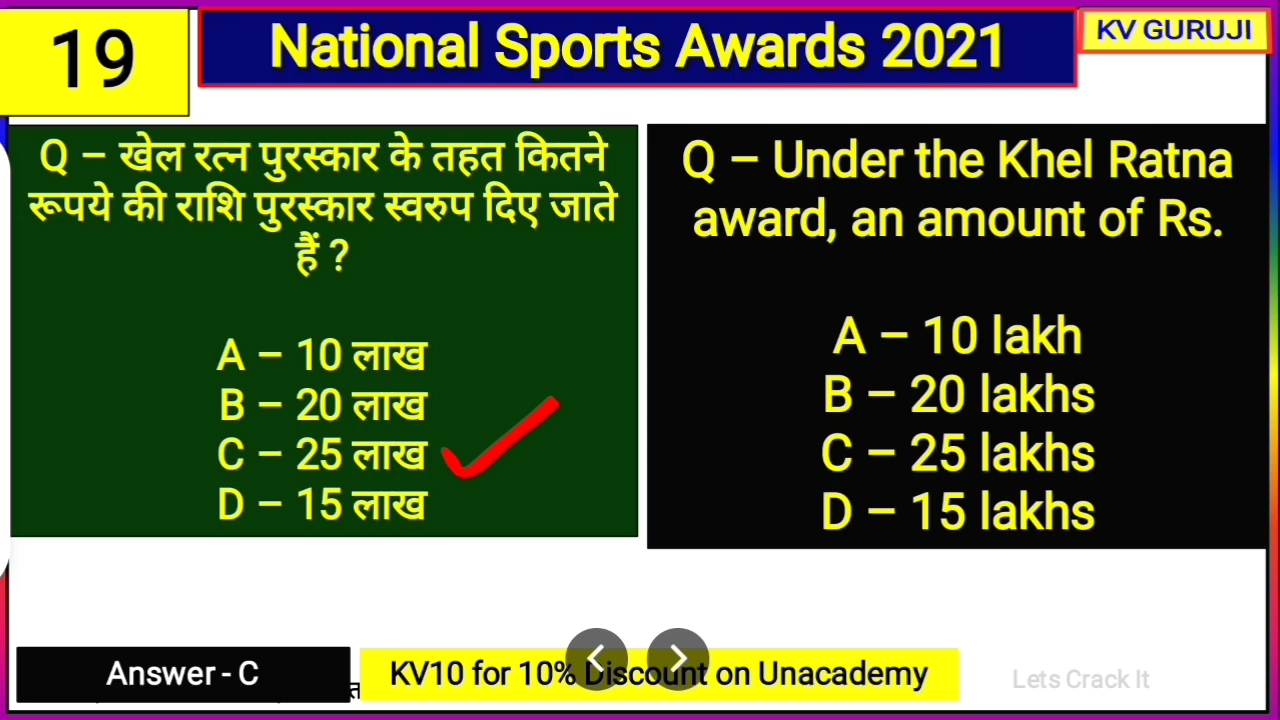 19
National Sports Awards 2021
KV GURUJI
Q – खेल रत्न पुरस्कार के तहत कितने
रूपये की राशि पुरस्कार स्वरुप दिए जाते
हैं ?
A – 10 लाख
B – 20 लाख
C – 25 लाख
D – 15 लाख
Q – Under the Khel Ratna
award, an amount of Rs.
A – 10 lakh
B – 20 lakhs
C – 25 lakhs
D – 15 lakhs
Answer - C
KV10 for 10% Discount on Unacademy
Lets Crack It